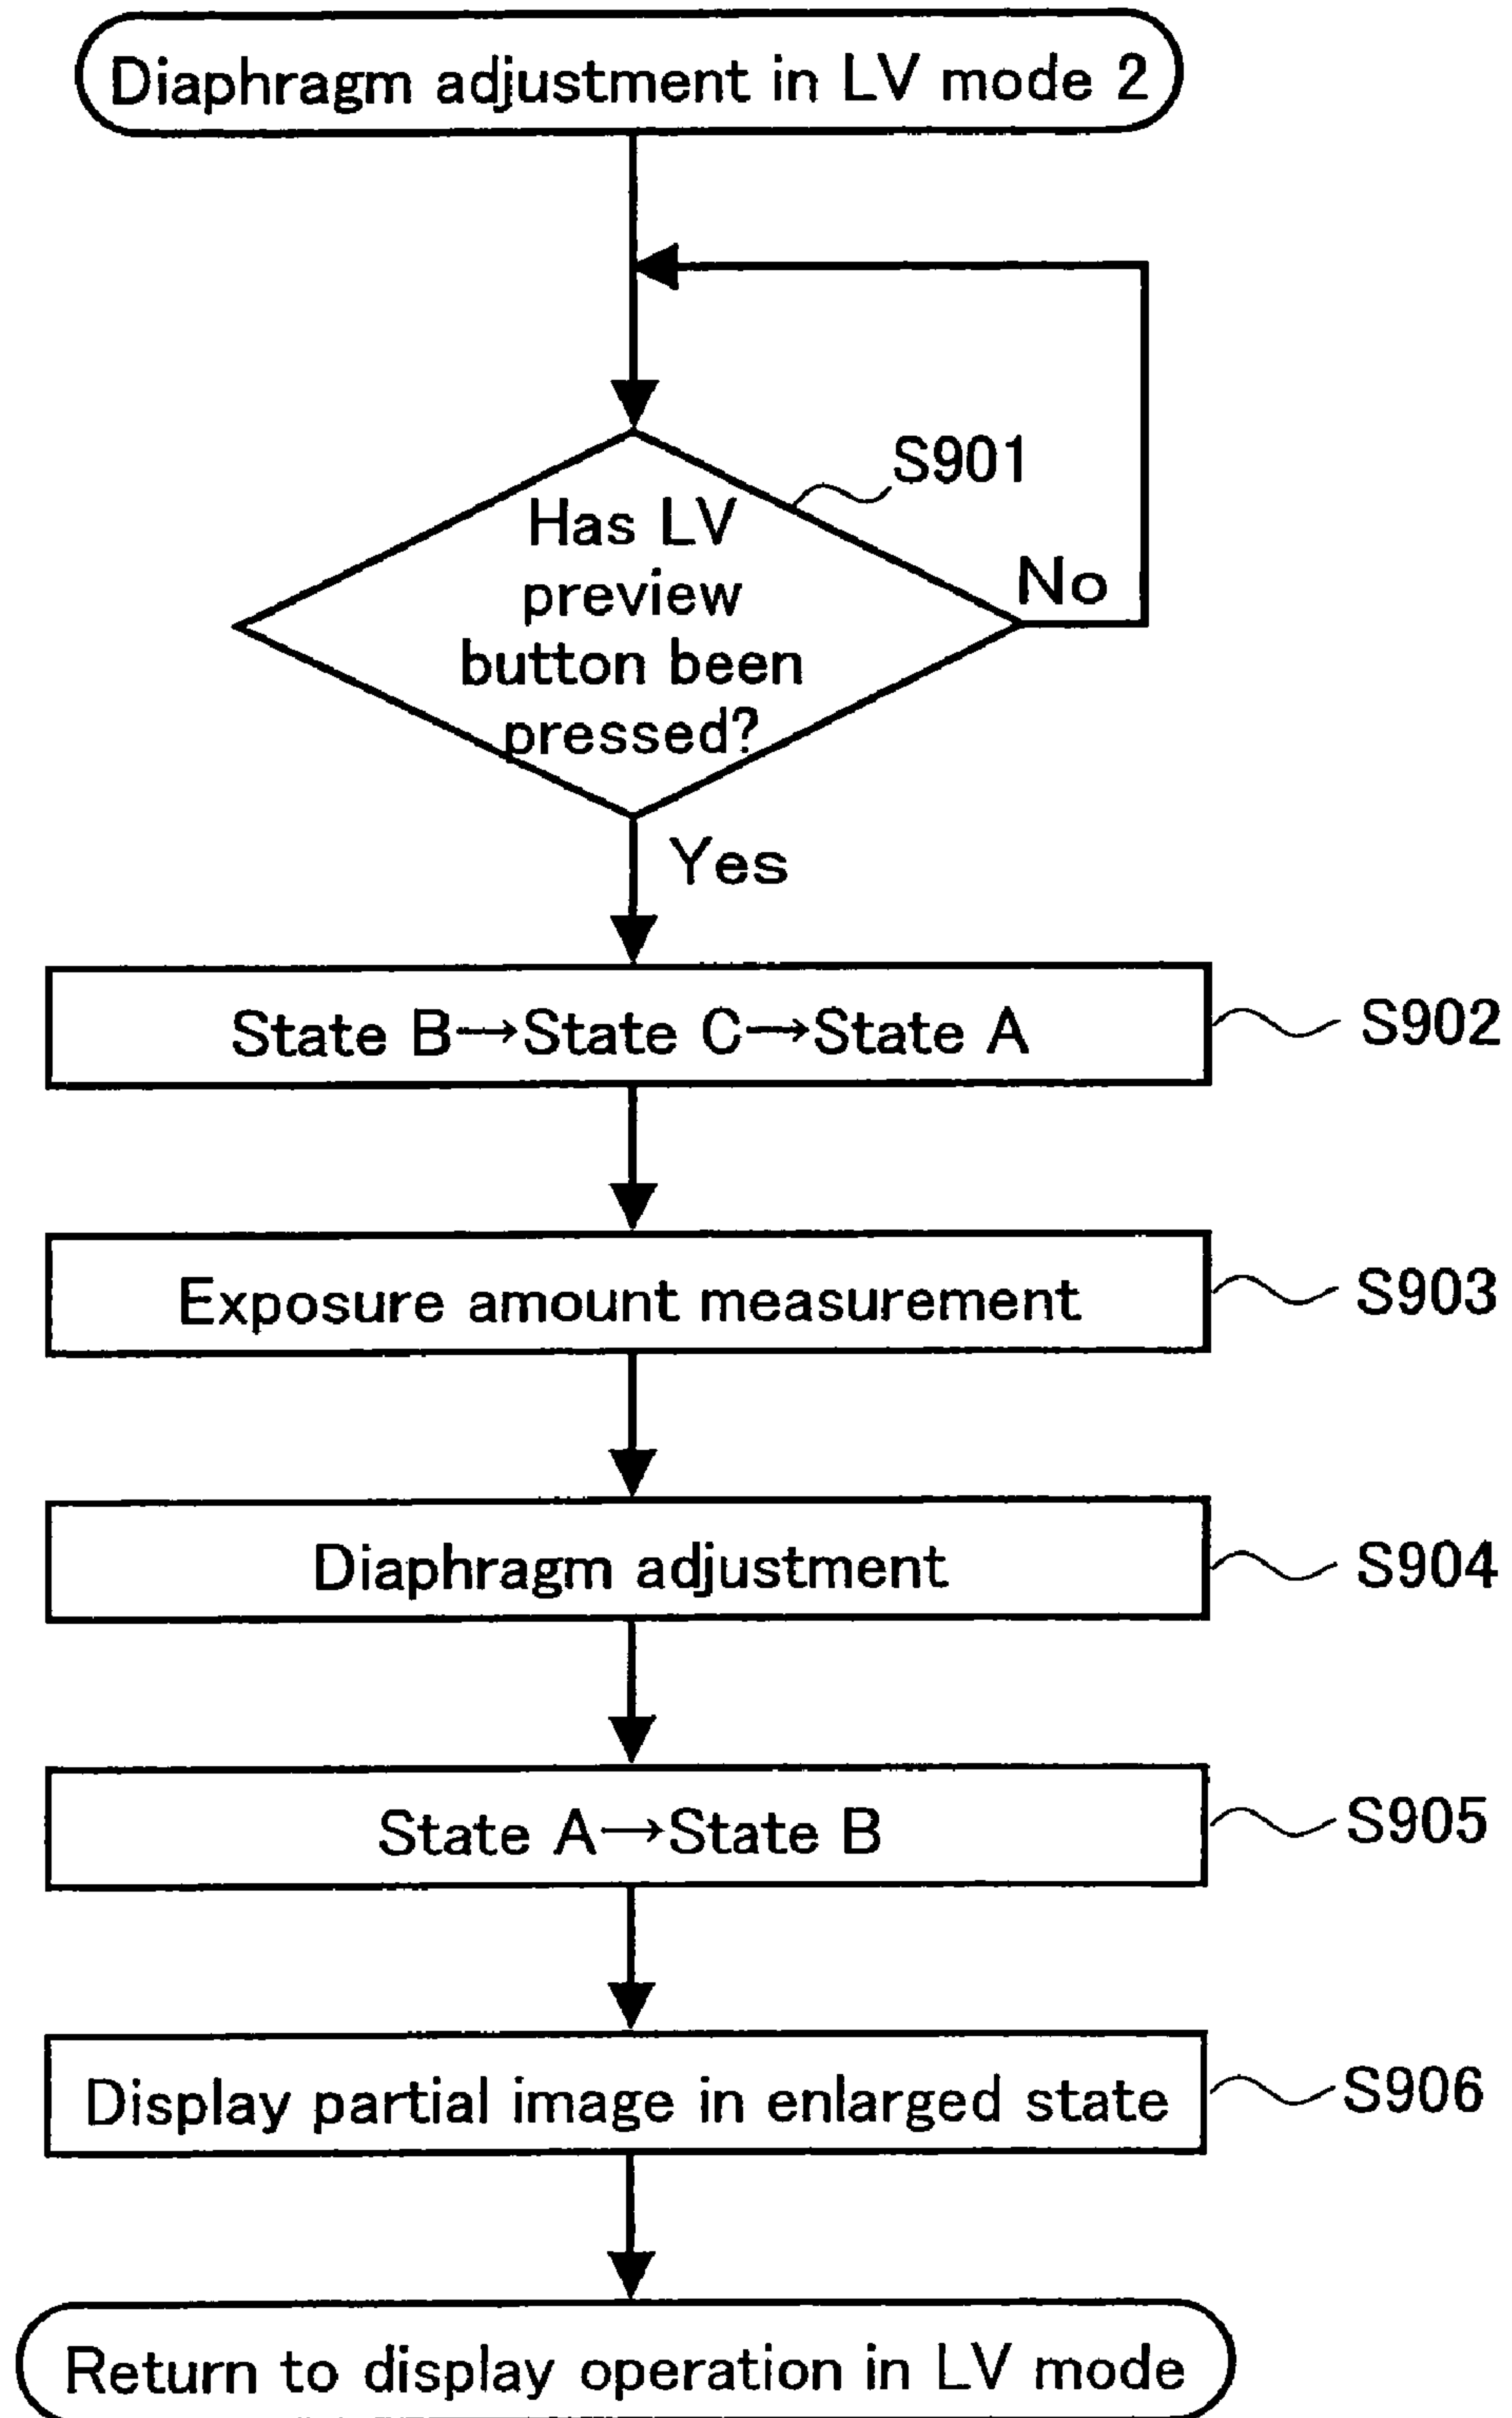 Diaphragm adjustment in LV mode 2
S901
Has LV
preview
button been
pressed?
No
Yes
State B→State C→State A
S902
Exposure amount measurement
S903
Diaphragm adjustment
S904
State A→State B
S905
Display partial image in enlarged state
S906
Return to display operation in LV mode